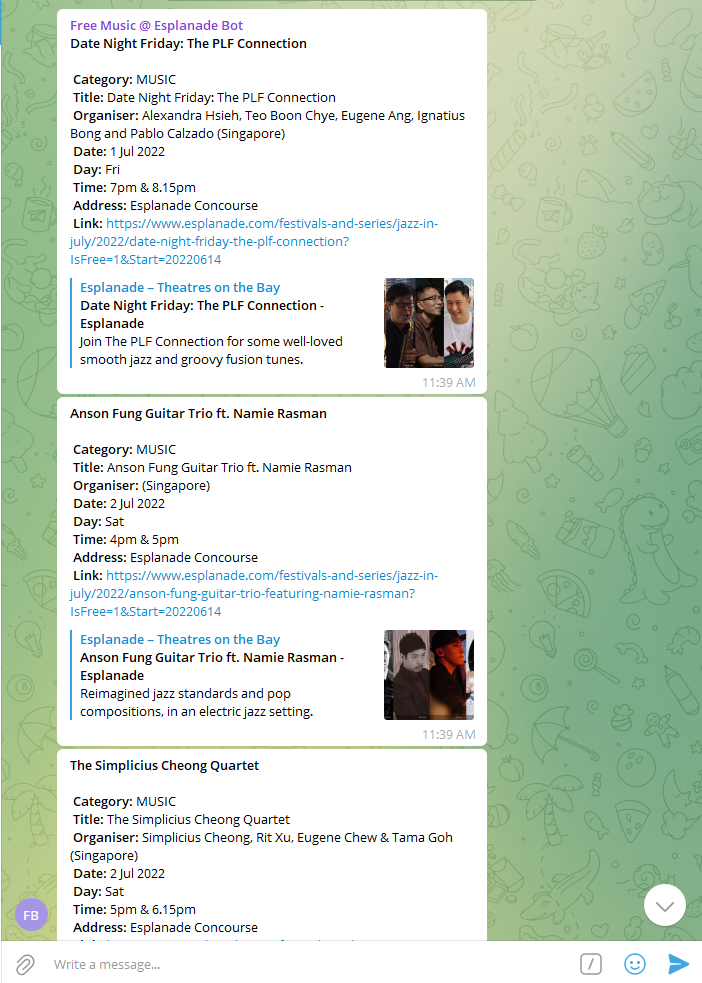 Free Music @ Esplanade Bot
Date Night Friday: The PLF Connection
Category: MUSIC
Title: Date Night Friday: The PLF Connection
Organiser: Alexandra Hsieh, Teo Boon Chye, Eugene Ang, Ignatius
Bong and Pablo Calzado (Singapore)
Date: 1 Jul 2022
Day: Fri
Time: 7pm & 8.15pm
Address: Esplanade Concourse
Link: https://www.esplanade.com/festivals-and-series/jazz-in-
july/2022/date-night-friday-the-plf-connection?
IsFree=1&Start=20220614
Esplanade – Theatres on the Bay
Date Night Friday: The PLF Connection -
Esplanade
Join The PLF Connection for some well-loved
smooth jazz and groovy fusion tunes.
11:39 AM
Anson Fung Guitar Trio ft. Namie Rasman
Category: MUSIC
Title: Anson Fung Guitar Trio ft. Namie Rasman
Organiser: (Singapore)
Date: 2 Jul 2022
Day: Sat
Time: 4pm & 5pm
Address: Esplanade Concourse
Link: https://www.esplanade.com/festivals-and-series/jazz-in-
july/2022/anson-fung-guitar-trio-featuring-namie-rasman?
IsFree=1&Start=20220614
Esplanade – Theatres on the Bay
Anson Fung Guitar Trio ft. Namie Rasman -
Esplanade
Reimagined jazz standards and pop
compositions, in an electric jazz setting.
11:39 AM
The Simplicius Cheong Quartet
Category: MUSIC
Title: The Simplicius Cheong Quartet
Organiser: Simplicius Cheong, Rit Xu, Eugene Chew & Tama Goh
(Singapore)
Date: 2 Jul 2022
Day: Sat
Time: 5pm & 6.15pm
Address: Esplanade Concourse
FB
Write a message...